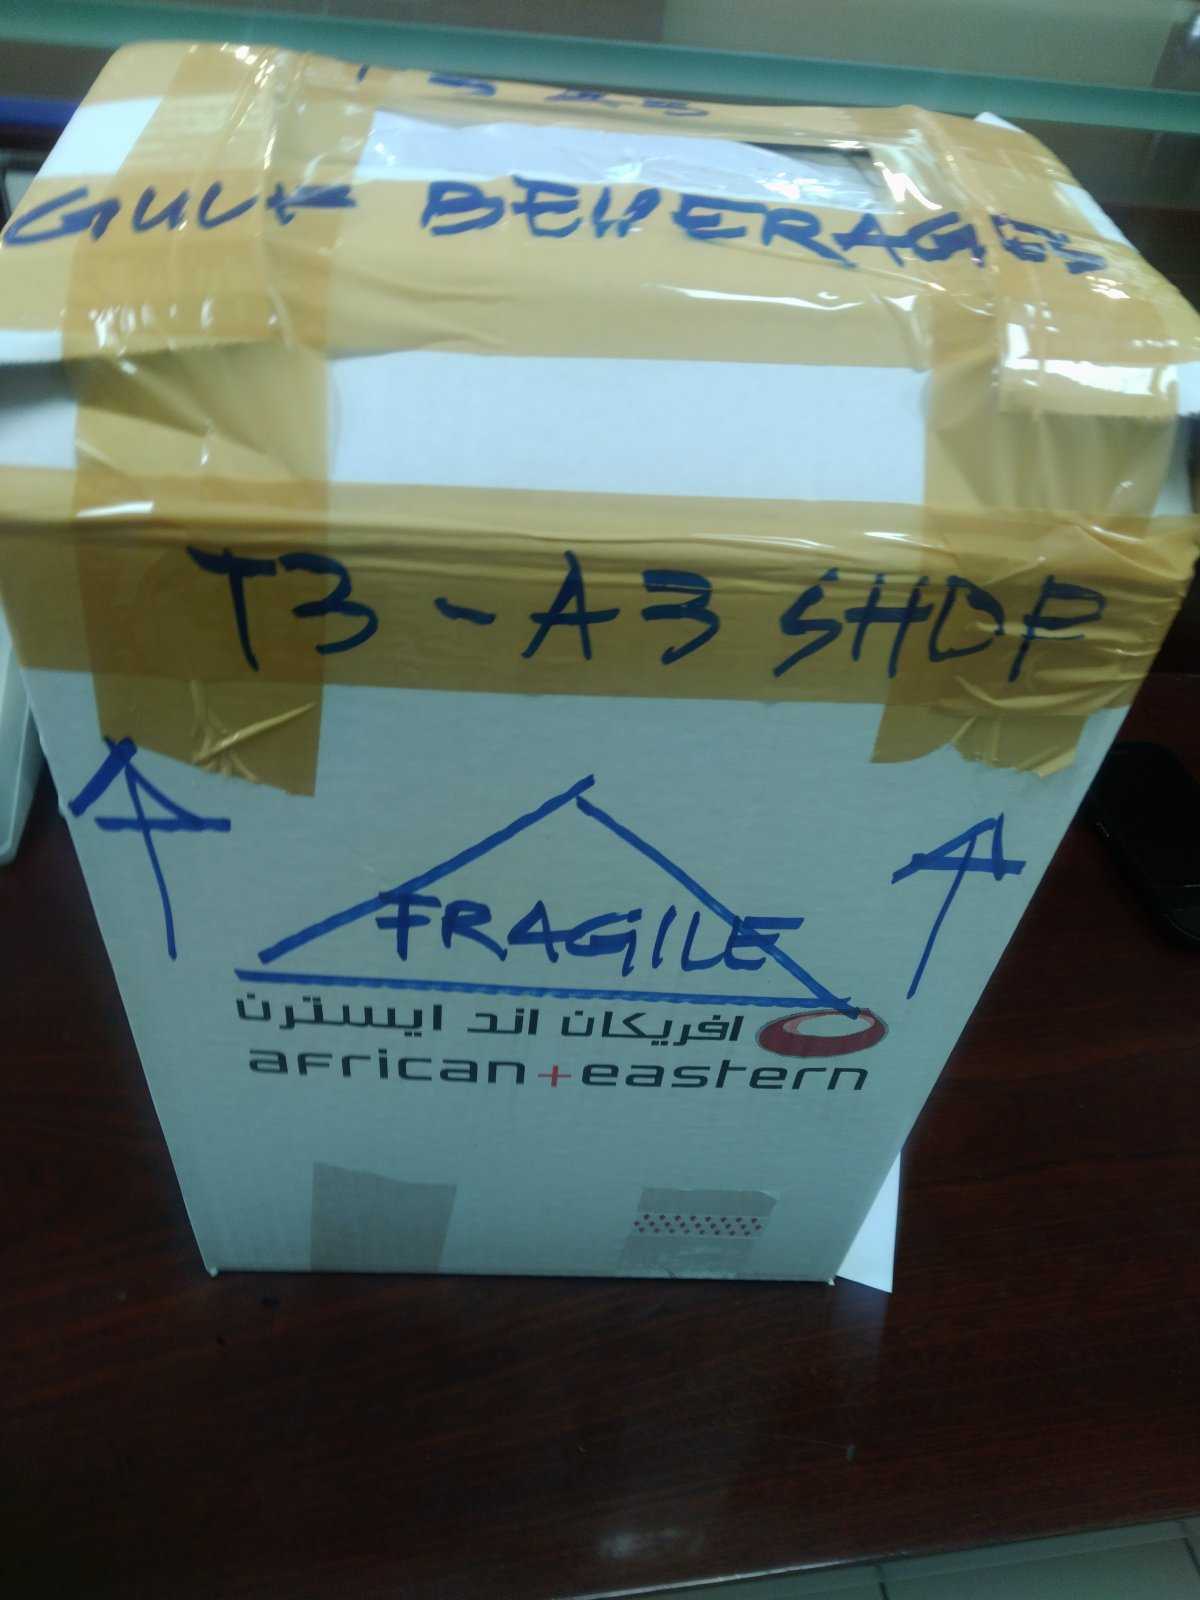 GULF BEVERAGES
T3-A3 SHOP
FRAGILE
افريكان اند ايسترن
african+eastern